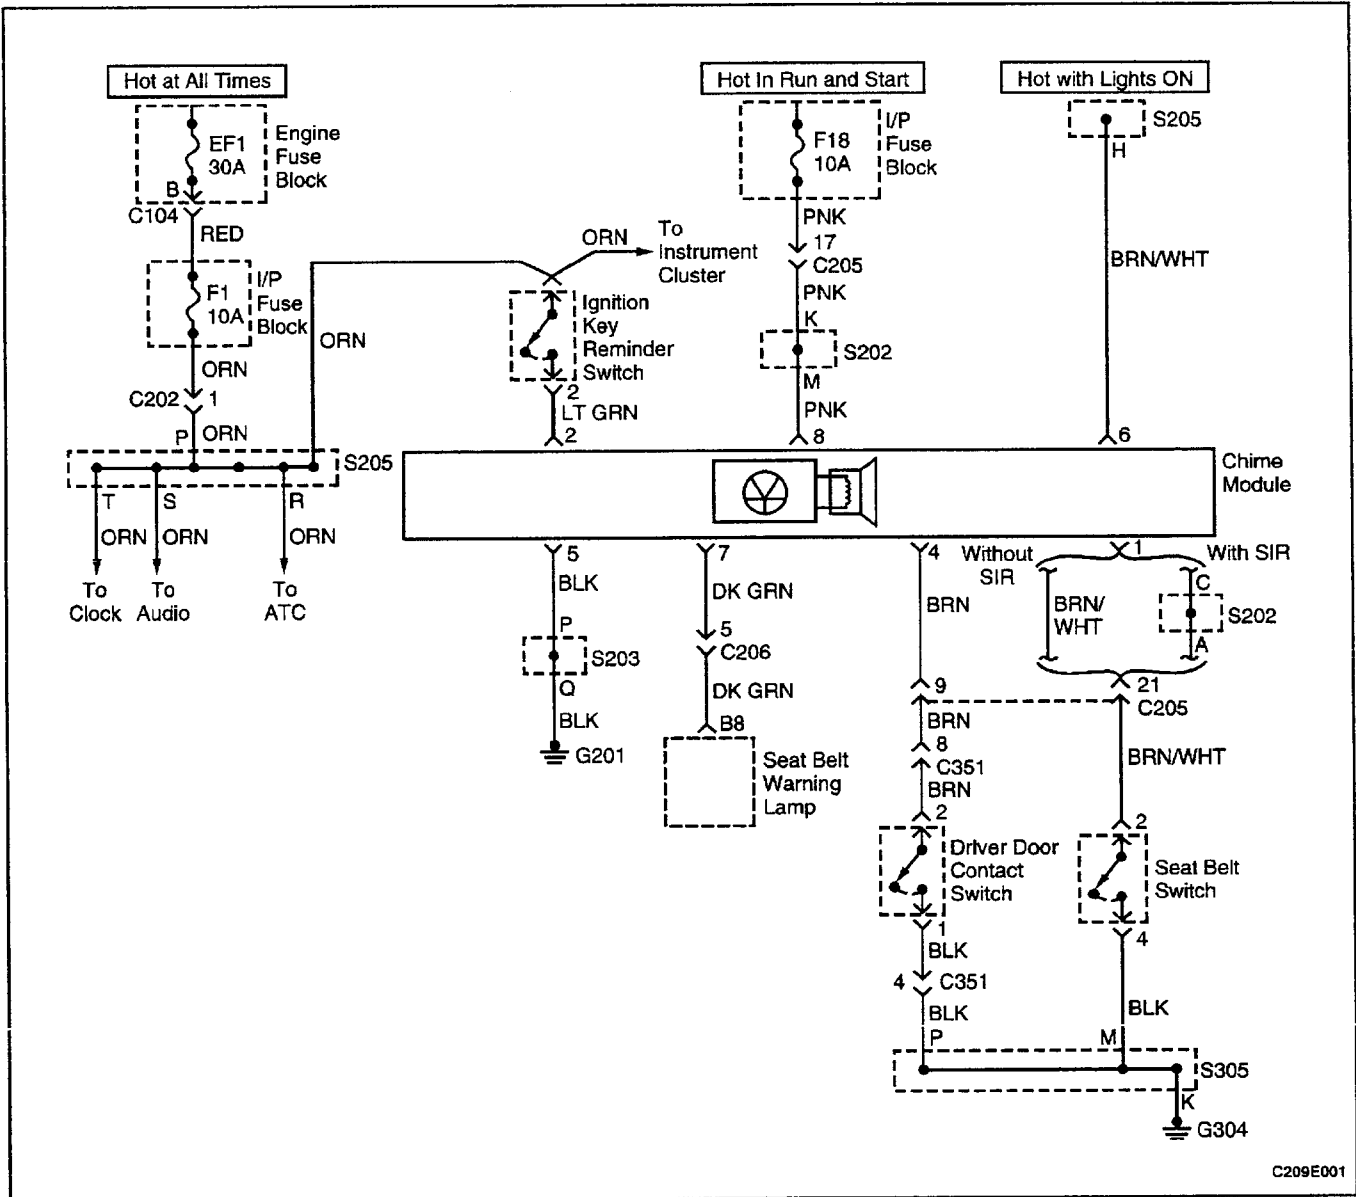 Hot at All Times
Hot In Run and Start
Hot with Lights ON
EF1
30A
Engine
Fuse
Block
B
C104
RED
F1
10A
I/P
Fuse
Block
ORN
C202
1
P
ORN
S205
T
S
R
ORN
ORN
ORN
To
Clock
To
Audio
To
ATC
ORN
ORN
To
Instrument
Cluster
Ignition
Key
Reminder
Switch
2
LT GRN
2
F18
10A
I/P
Fuse
Block
PNK
17
C205
PNK
K
S202
M
PNK
8
S205
H
BRN/WHT
6
Chime
Module
5
BLK
P
S203
Q
BLK
G201
7
DK GRN
5
C206
DK GRN
B8
Seat Belt
Warning
Lamp
4
BRN
9
BRN
8
C351
BRN
2
Driver Door
Contact
Switch
1
BLK
4
C351
BLK
P
Without
SIR
1
With SIR
BRN/
WHT
C
S202
A
21
C205
BRN/WHT
2
Seat Belt
Switch
4
BLK
M
S305
K
G304
C209E001